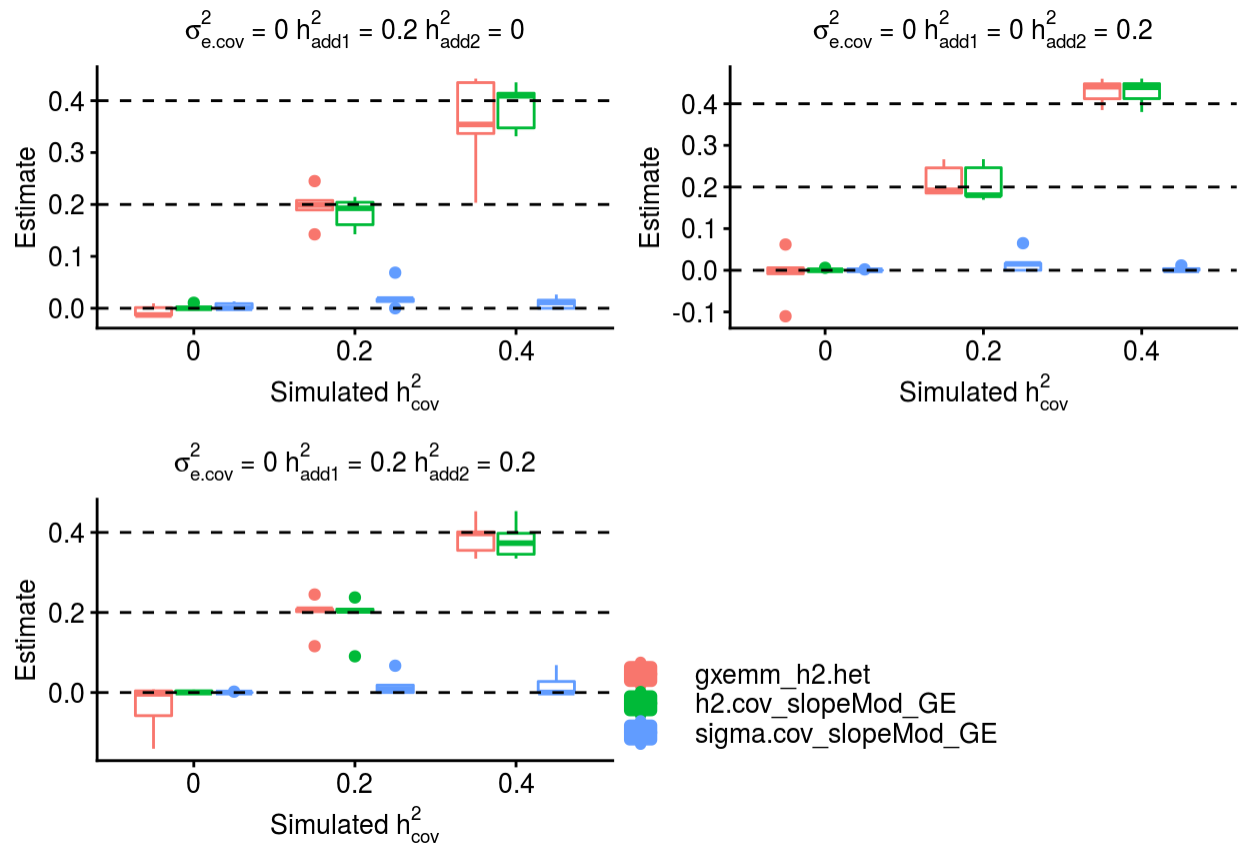 σ²e.cov = 0 h²add1 = 0.2 h²add2 = 0
Estimate
0.4
0.3
0.2
0.1
0.0
0 0.2 0.4
Simulated h²cov
σ²e.cov = 0 h²add1 = 0 h²add2 = 0.2
Estimate
0.4
0.3
0.2
0.1
0.0
-0.1
0 0.2 0.4
Simulated h²cov
σ²e.cov = 0 h²add1 = 0.2 h²add2 = 0.2
Estimate
0.4
0.2
0.0
0 0.2 0.4
Simulated h²cov
gxemm_h2.het
h2.cov_slopeMod_GE
sigma.cov_slopeMod_GE